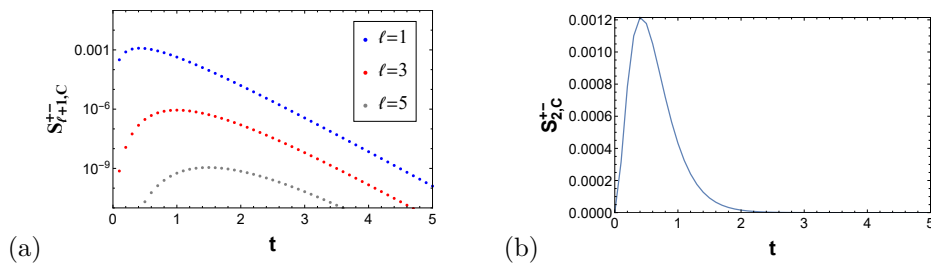 (a)
S^{+-}_{ℓ+1,C}
0.001
10^{-6}
10^{-9}
ℓ=1
ℓ=3
ℓ=5
0 1 2 3 4 5
t
(b)
S^{+-}_{2,C}
0.0012
0.0010
0.0008
0.0006
0.0004
0.0002
0.0000
0 1 2 3 4 5
t